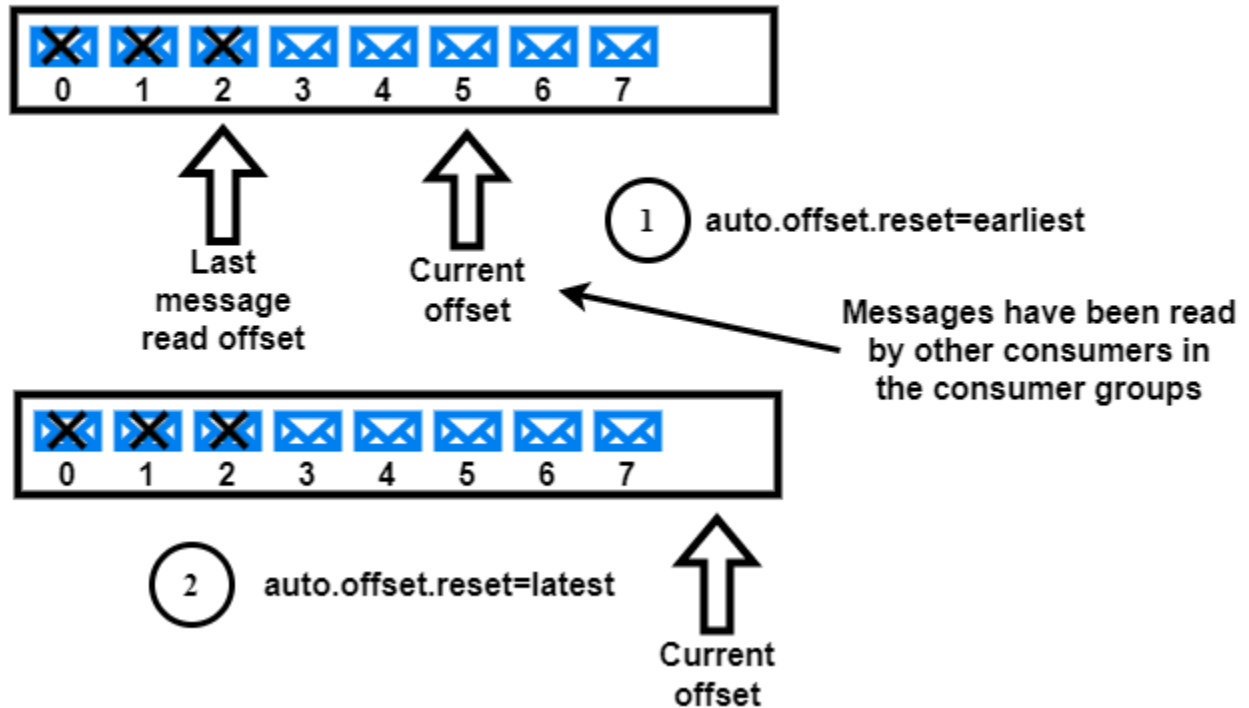 0 1 2 3 4 5 6 7
Last
message
read offset
Current
offset
1
auto.offset.reset=earliest
Messages have been read
by other consumers in
the consumer groups
0 1 2 3 4 5 6 7
2
auto.offset.reset=latest
Current
offset